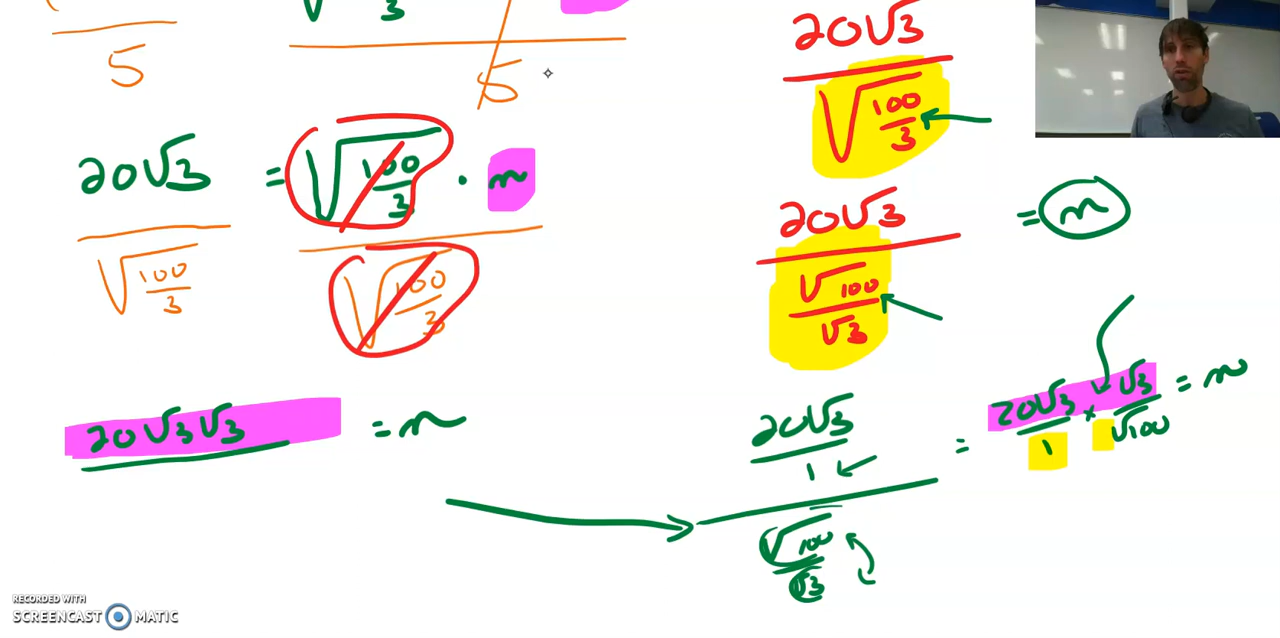 5
3
5
20√3 = √100/3 · m
√100/3 √100/3
20√3√3 = m
20√3
√100/3
20√3 = m
√100
√3
20√3 = 20√3 × √3 = m
1 1 √100
√100
√3
RECORDED WITH
SCREENCAST MATIC